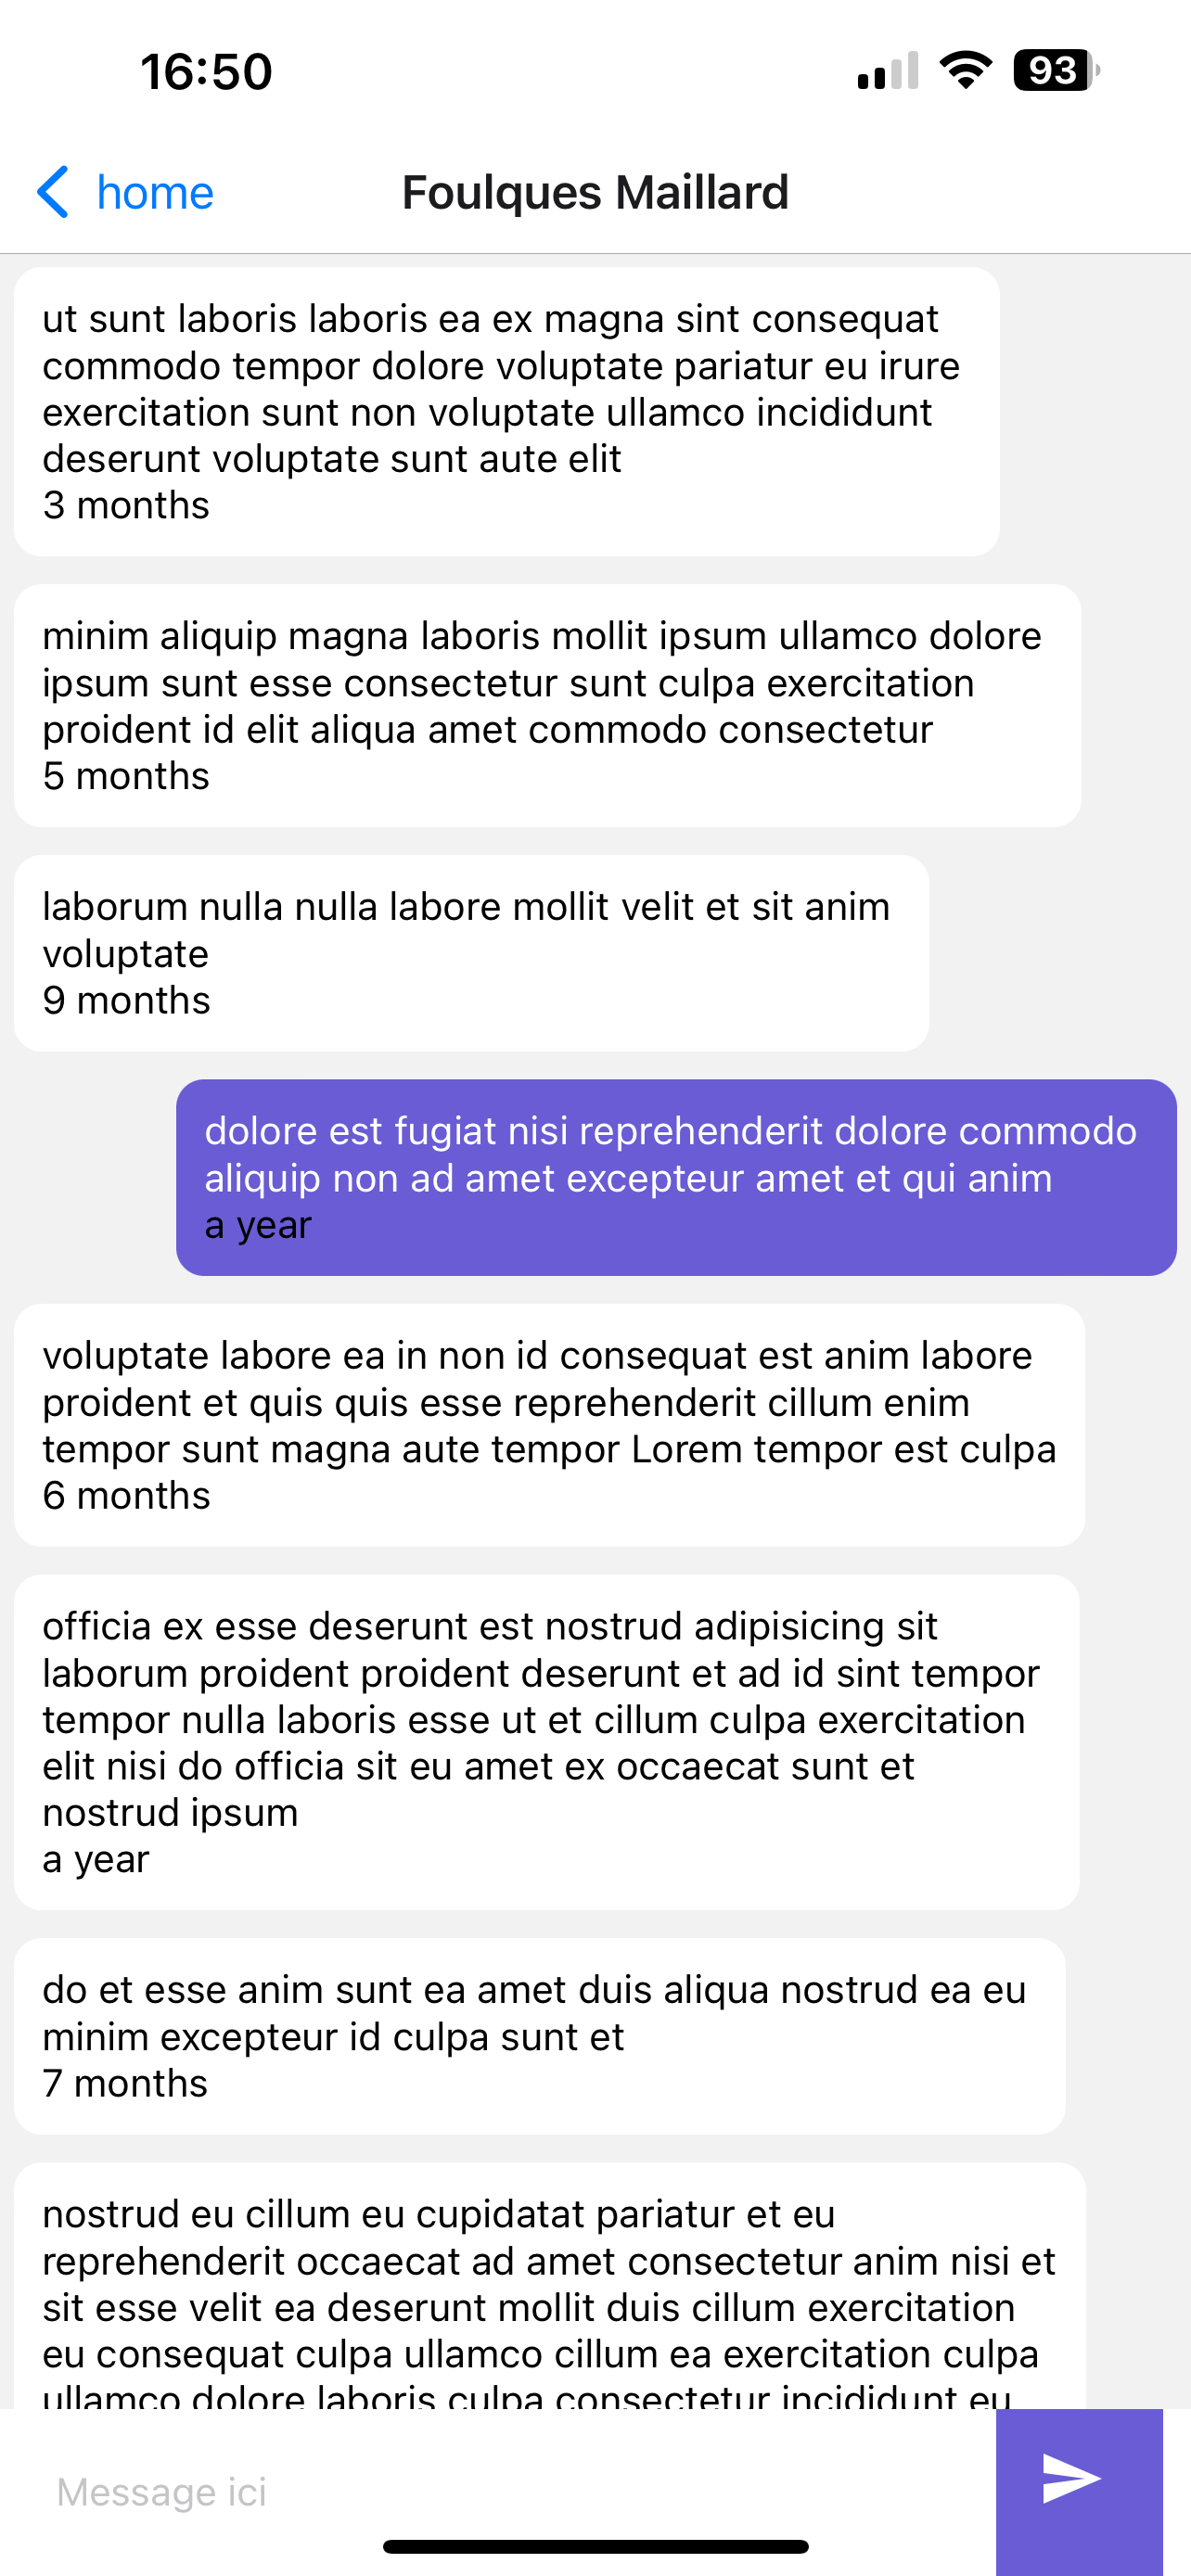 16:50
93
home
Foulques Maillard
ut sunt laboris laboris ea ex magna sint consequat
commodo tempor dolore voluptate pariatur eu irure
exercitation sunt non voluptate ullamco incididunt
deserunt voluptate sunt aute elit
3 months
minim aliquip magna laboris mollit ipsum ullamco dolore
ipsum sunt esse consectetur sunt culpa exercitation
proident id elit aliqua amet commodo consectetur
5 months
laborum nulla nulla labore mollit velit et sit anim
voluptate
9 months
dolore est fugiat nisi reprehenderit dolore commodo
aliquip non ad amet excepteur amet et qui anim
a year
voluptate labore ea in non id consequat est anim labore
proident et quis quis esse reprehenderit cillum enim
tempor sunt magna aute tempor Lorem tempor est culpa
6 months
officia ex esse deserunt est nostrud adipisicing sit
laborum proident proident deserunt et ad id sint tempor
tempor nulla laboris esse ut et cillum culpa exercitation
elit nisi do officia sit eu amet ex occaecat sunt et
nostrud ipsum
a year
do et esse anim sunt ea amet duis aliqua nostrud ea eu
minim excepteur id culpa sunt et
7 months
nostrud eu cillum eu cupidatat pariatur et eu
reprehenderit occaecat ad amet consectetur anim nisi et
sit esse velit ea deserunt mollit duis cillum exercitation
eu consequat culpa ullamco cillum ea exercitation culpa
ullamco dolore laboris culpa consectetur incididunt eu
Message ici